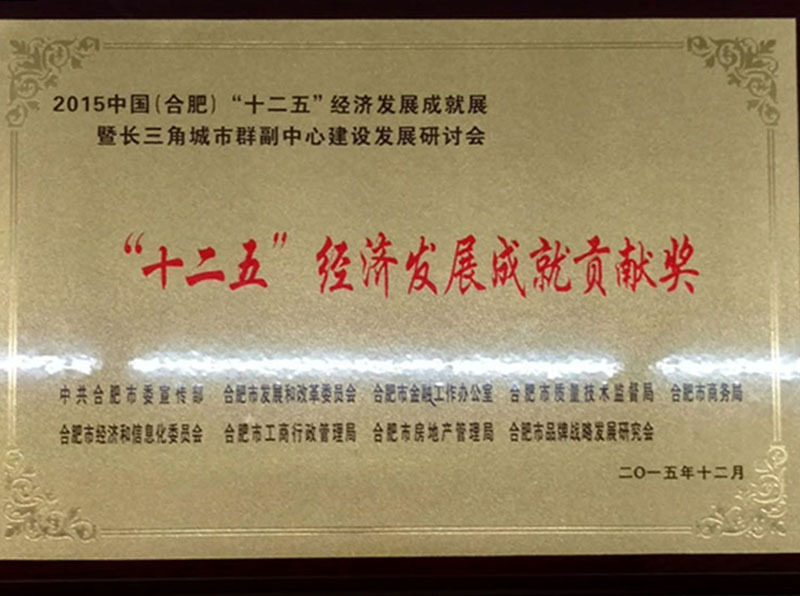 2015中国(合肥)“十二五”经济发展成就展
暨长三角城市群副中心建设发展研讨会
“十二五”经济发展成就贡献奖
中共合肥市委宣传部 合肥市发展和改革委员会 合肥市金融工作办公室 合肥市质量技术监督局 合肥市商务局
合肥市经济和信息化委员会 合肥市工商行政管理局 合肥市房地产管理局 合肥市品牌战略发展研究会
二〇一五年十二月